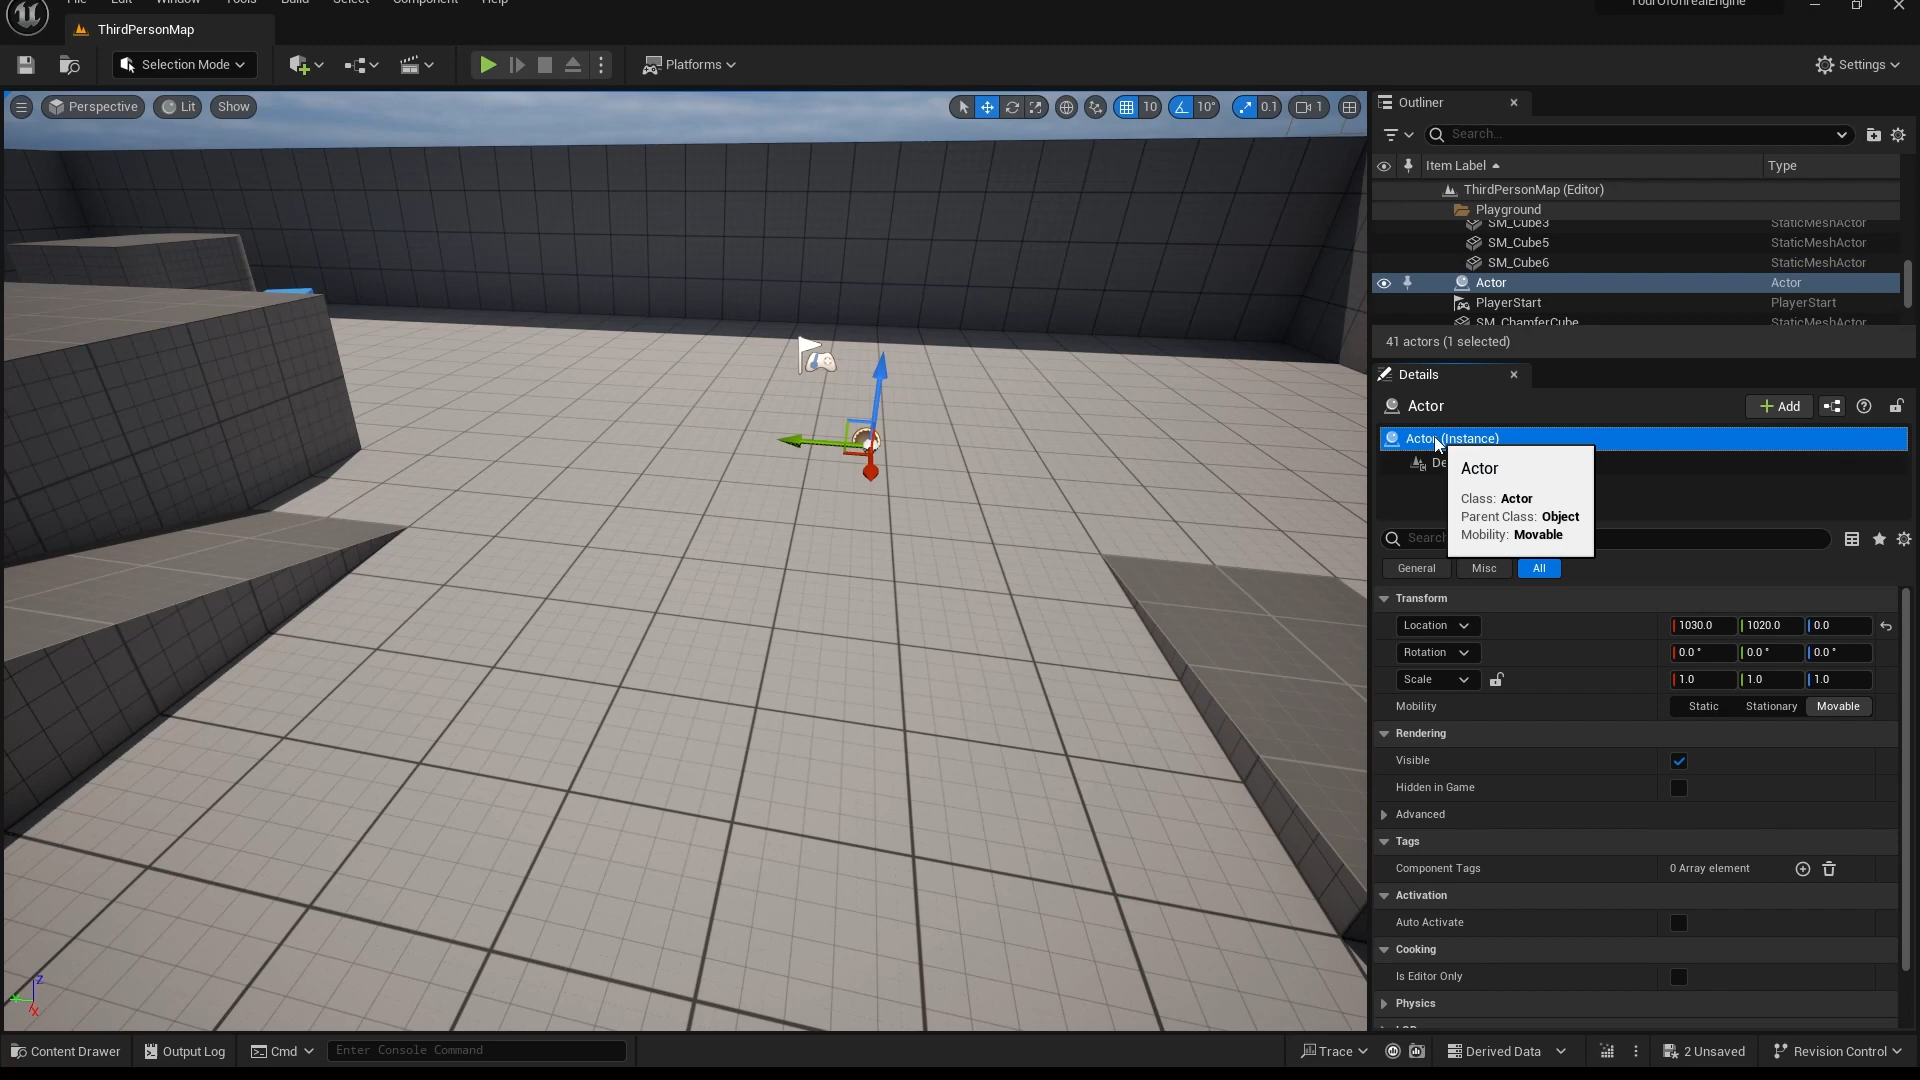 File Edit Window Tools Build Select Component Help
TourOfUnrealEngine
ThirdPersonMap
Selection Mode
Platforms
Settings
Perspective
Lit
Show
10
10°
0.1
1
Outliner
Search...
Item Label
Type
ThirdPersonMap (Editor)
Playground
SM_Cube3 StaticMeshActor
SM_Cube5 StaticMeshActor
SM_Cube6 StaticMeshActor
Actor Actor
PlayerStart PlayerStart
SM_ChamferCube StaticMeshActor
41 actors (1 selected)
Details
Actor
Add
Actor (Instance)
De
Actor
Class: Actor
Parent Class: Object
Mobility: Movable
Search
General Misc All
Transform
Location 1030.0 1020.0 0.0
Rotation 0.0 ° 0.0 ° 0.0 °
Scale 1.0 1.0 1.0
Mobility Static Stationary Movable
Rendering
Visible
Hidden in Game
Advanced
Tags
Component Tags 0 Array element
Activation
Auto Activate
Cooking
Is Editor Only
Physics
Z
Y
X
Content Drawer
Output Log
Cmd
Enter Console Command
Trace
Derived Data
2 Unsaved
Revision Control